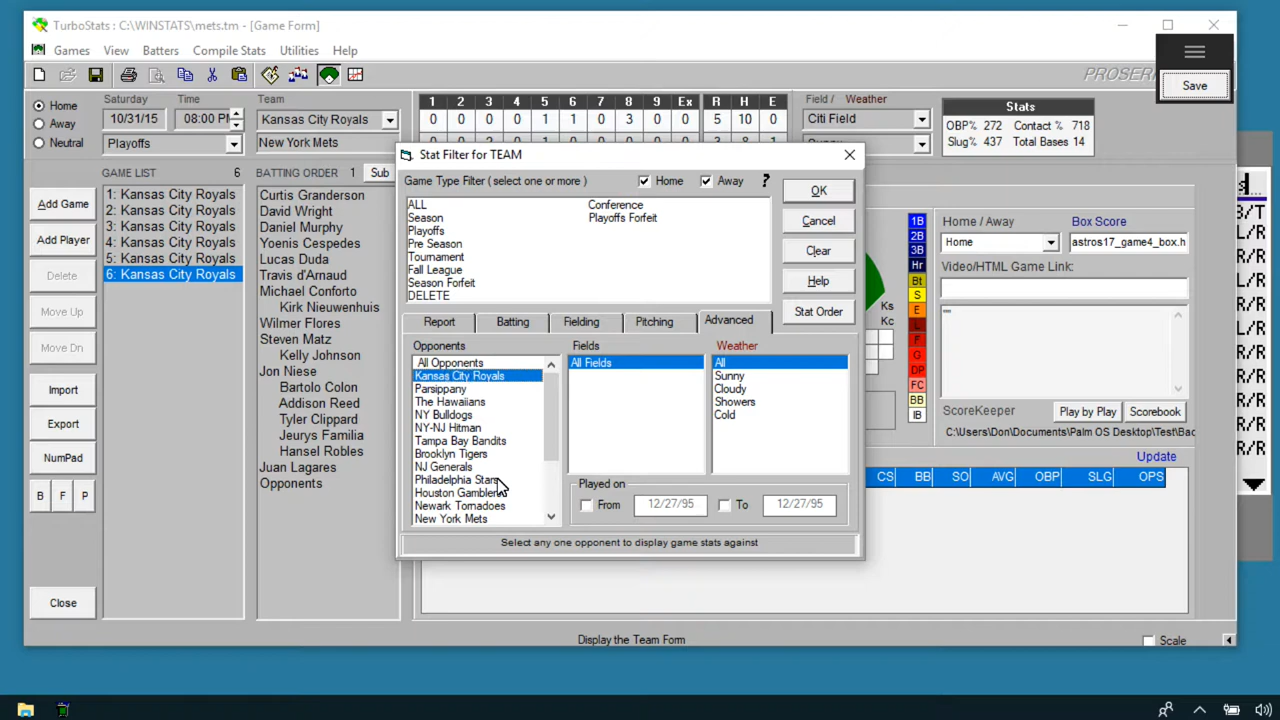 TurboStats : C:\WINSTATS\mets.tm - [Game Form]
Games View Batters Compile Stats Utilities Help
Save
Home
Away
Neutral
Saturday
10/31/15
Playoffs
Time
08:00 PM
Team
Kansas City Royals
New York Mets
1 2 3 4 5 6 7 8 9 Ex R H E
0 0 0 0 1 1 0 3 0 0 5 10 0
Field / Weather
Citi Field
Stats
OBP% 272 Contact % 718
Slug% 437 Total Bases 14
GAME LIST 6
1: Kansas City Royals
2: Kansas City Royals
3: Kansas City Royals
4: Kansas City Royals
5: Kansas City Royals
6: Kansas City Royals
BATTING ORDER 1 Sub
Curtis Granderson
David Wright
Daniel Murphy
Yoenis Cespedes
Lucas Duda
Travis d'Arnaud
Michael Conforto
Kirk Nieuwenhuis
Wilmer Flores
Steven Matz
Kelly Johnson
Jon Niese
Bartolo Colon
Addison Reed
Tyler Clippard
Jeurys Familia
Hansel Robles
Juan Lagares
Opponents
Add Game
Add Player
Delete
Move Up
Move Dn
Import
Export
NumPad
B F P
Close
Stat Filter for TEAM
Game Type Filter ( select one or more )
Home Away ?
ALL
Season
Playoffs
Pre Season
Tournament
Fall League
Season Forfeit
DELETE
Conference
Playoffs Forfeit
OK
Cancel
Clear
Help
Stat Order
Report Batting Fielding Pitching Advanced
Opponents
All Opponents
Kansas City Royals
Parsippany
The Hawaiians
NY Bulldogs
NY-NJ Hitman
Tampa Bay Bandits
Brooklyn Tigers
NJ Generals
Philadelphia Stars
Houston Gamblers
Newark Tornadoes
New York Mets
Fields
All Fields
Weather
All
Sunny
Cloudy
Showers
Cold
Played on
From 12/27/95 To 12/27/95
Select any one opponent to display game stats against
Ks
Kc
1B
2B
3B
Hr
Bt
S
E
L
F
G
DP
FC
BB
IB
Home / Away
Home
Box Score
astros17_game4_box.h
Video/HTML Game Link:
""
ScoreKeeper
Play by Play
Scorebook
C:\Users\Don\Documents\Palm OS Desktop\Test\Bac
Update
CS BB SO AVG OBP SLG OPS
Display the Team Form
Scale
B/T
L/R
R/R
L/R
R/R
R/R
L/R
R/R
R/R
R/R